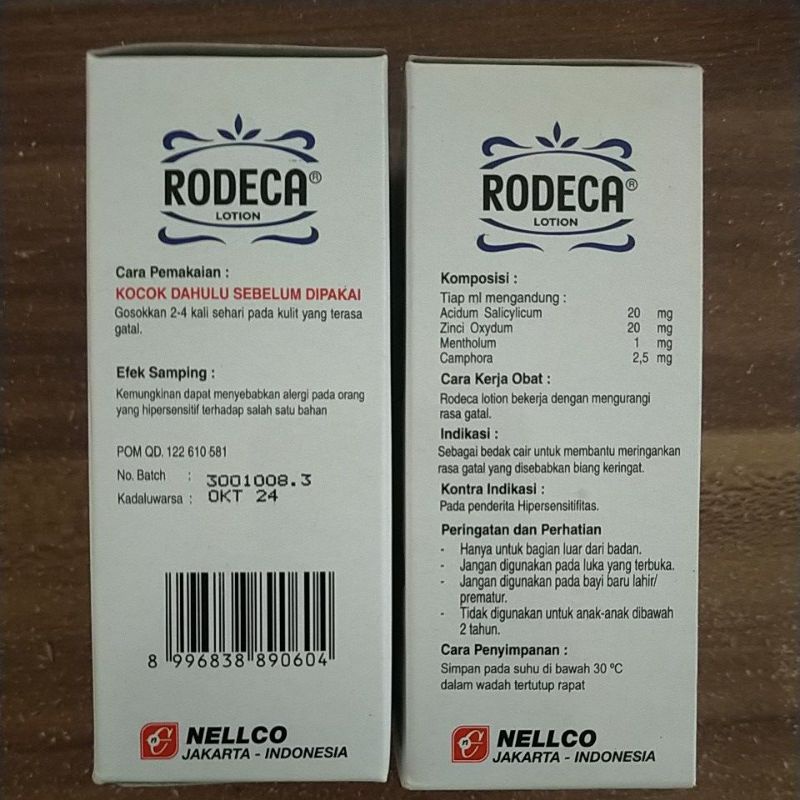 RODECA®
LOTION
Cara Pemakaian :
KOCOK DAHULU SEBELUM DIPAKAI
Gosokkan 2-4 kali sehari pada kulit yang terasa
gatal.
Efek Samping :
Kemungkinan dapat menyebabkan alergi pada orang
yang hipersensitif terhadap salah satu bahan
POM QD. 122 610 581
No. Batch : 3001008.3
Kadaluwarsa : OKT 24
8 996838 890604
NELLCO
JAKARTA - INDONESIA
RODECA®
LOTION
Komposisi :
Tiap ml mengandung :
Acidum Salicylicum 20 mg
Zinci Oxydum 20 mg
Mentholum 1 mg
Camphora 2,5 mg
Cara Kerja Obat :
Rodeca lotion bekerja dengan mengurangi
rasa gatal.
Indikasi :
Sebagai bedak cair untuk membantu meringankan
rasa gatal yang disebabkan biang keringat.
Kontra Indikasi :
Pada penderita Hipersensitifitas.
Peringatan dan Perhatian
- Hanya untuk bagian luar dari badan.
- Jangan digunakan pada luka yang terbuka.
- Jangan digunakan pada bayi baru lahir/
prematur.
- Tidak digunakan untuk anak-anak dibawah
2 tahun.
Cara Penyimpanan :
Simpan pada suhu di bawah 30 ºC
dalam wadah tertutup rapat
NELLCO
JAKARTA - INDONESIA